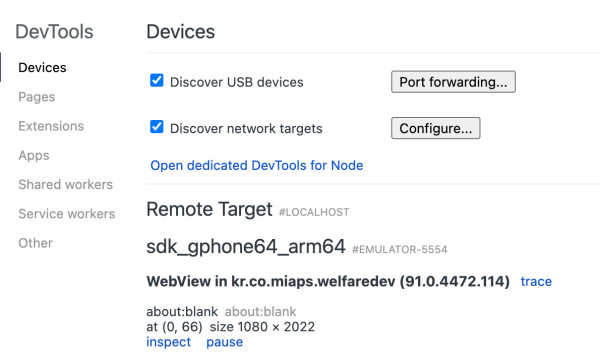 DevTools
Devices
Pages
Extensions
Apps
Shared workers
Service workers
Other
Devices
Discover USB devices
Port forwarding...
Discover network targets
Configure...
Open dedicated DevTools for Node
Remote Target #LOCALHOST
sdk_gphone64_arm64 #EMULATOR-5554
WebView in kr.co.miaps.welfaredev (91.0.4472.114) trace
about:blank about:blank
at (0, 66) size 1080 × 2022
inspect pause